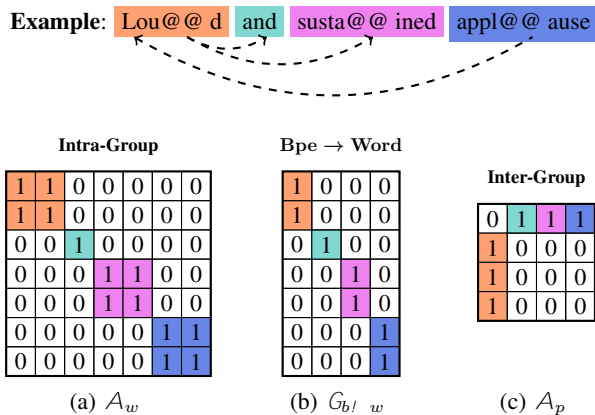 Example: Lou@@ d and susta@@ ined appl@@ ause
Intra-Group
1 1 0 0 0 0 0
1 1 0 0 0 0 0
0 0 1 0 0 0 0
0 0 0 1 1 0 0
0 0 0 1 1 0 0
0 0 0 0 0 1 1
0 0 0 0 0 1 1
(a) A_w
Bpe → Word
1 0 0 0
1 0 0 0
0 1 0 0
0 0 1 0
0 0 1 0
0 0 0 1
0 0 0 1
(b) G_b! w
Inter-Group
0 1 1 1
1 0 0 0
1 0 0 0
1 0 0 0
(c) A_p